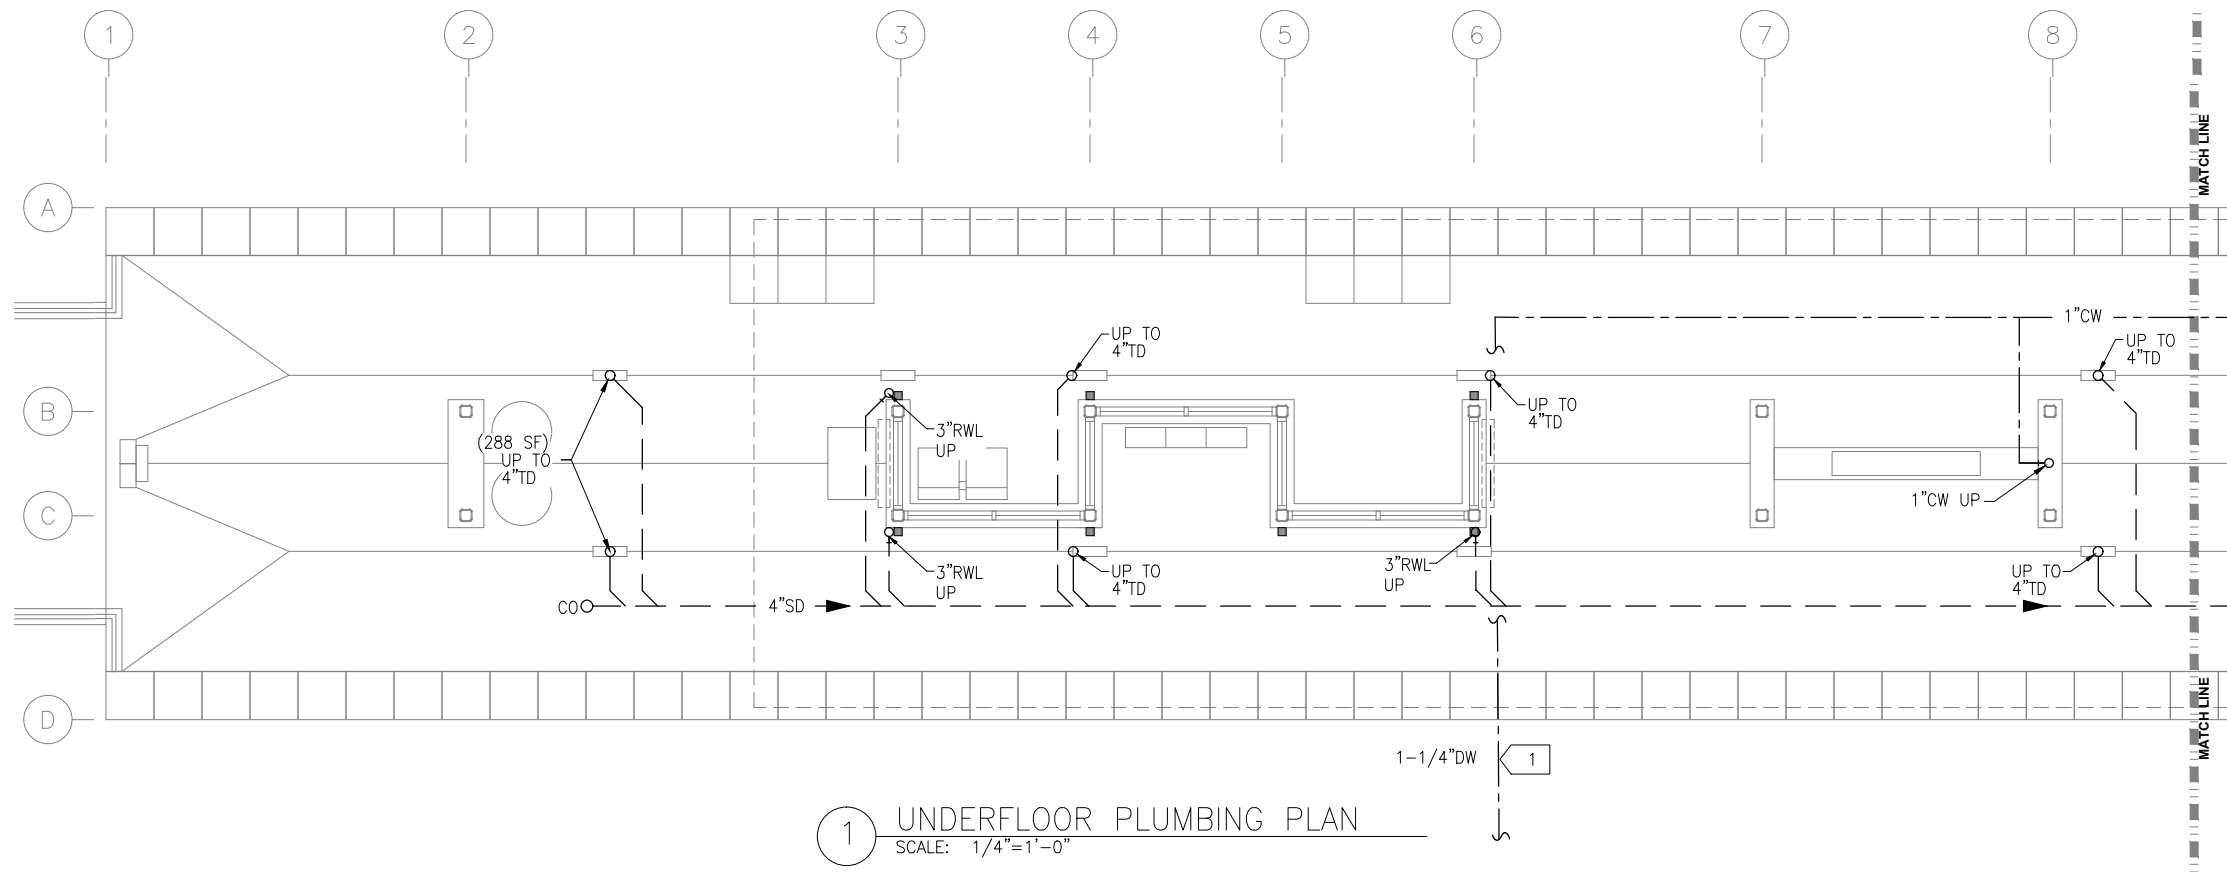 1
2
3
4
5
6
7
8
MATCH LINE
A
1"CW
UP TO
4"TD
UP TO
4"TD
B
UP TO
4"TD
(288 SF)
UP TO
4"TD
3"RWL
UP
1"CW UP
C
3"RWL
UP
UP TO
4"TD
3"RWL
UP
UP TO
4"TD
CO
4"SD
D
MATCH LINE
1-1/4"DW
1
1
UNDERFLOOR PLUMBING PLAN
SCALE: 1/4"=1'-0"